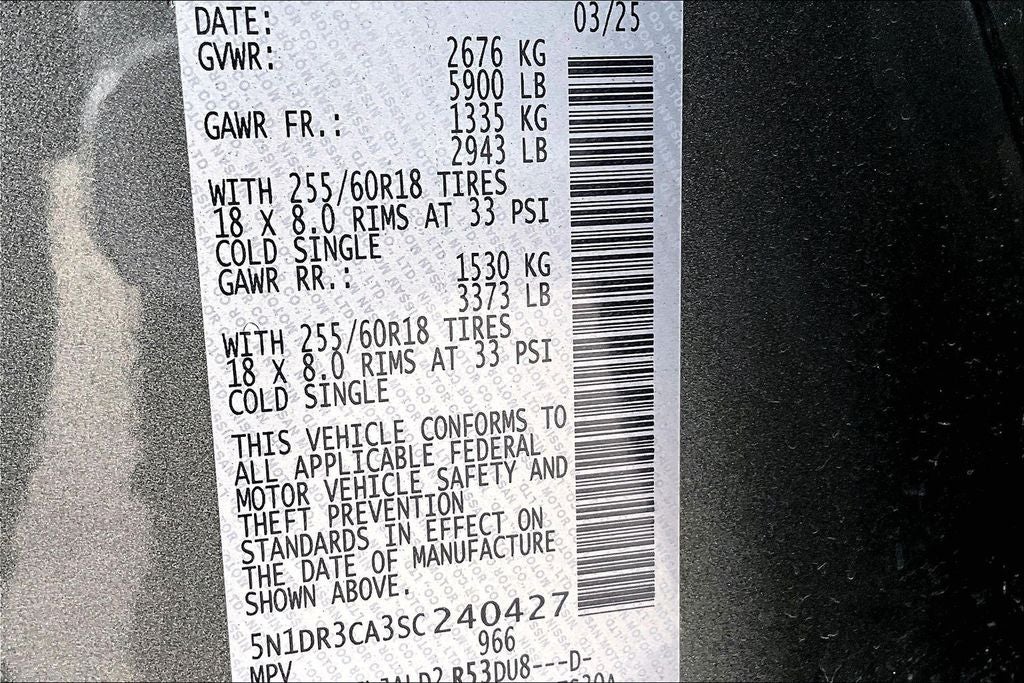 DATE: 03/25
GVWR: 2676 KG
5900 LB
GAWR FR.: 1335 KG
2943 LB
WITH 255/60R18 TIRES
18 X 8.0 RIMS AT 33 PSI
COLD SINGLE
GAWR RR.: 1530 KG
3373 LB
WITH 255/60R18 TIRES
18 X 8.0 RIMS AT 33 PSI
COLD SINGLE
THIS VEHICLE CONFORMS TO
ALL APPLICABLE FEDERAL
MOTOR VEHICLE SAFETY AND
THEFT PREVENTION
STANDARDS IN EFFECT ON
THE DATE OF MANUFACTURE
SHOWN ABOVE.
5N1DR3CA3SC240427
966
MPV
R53DU8---D-